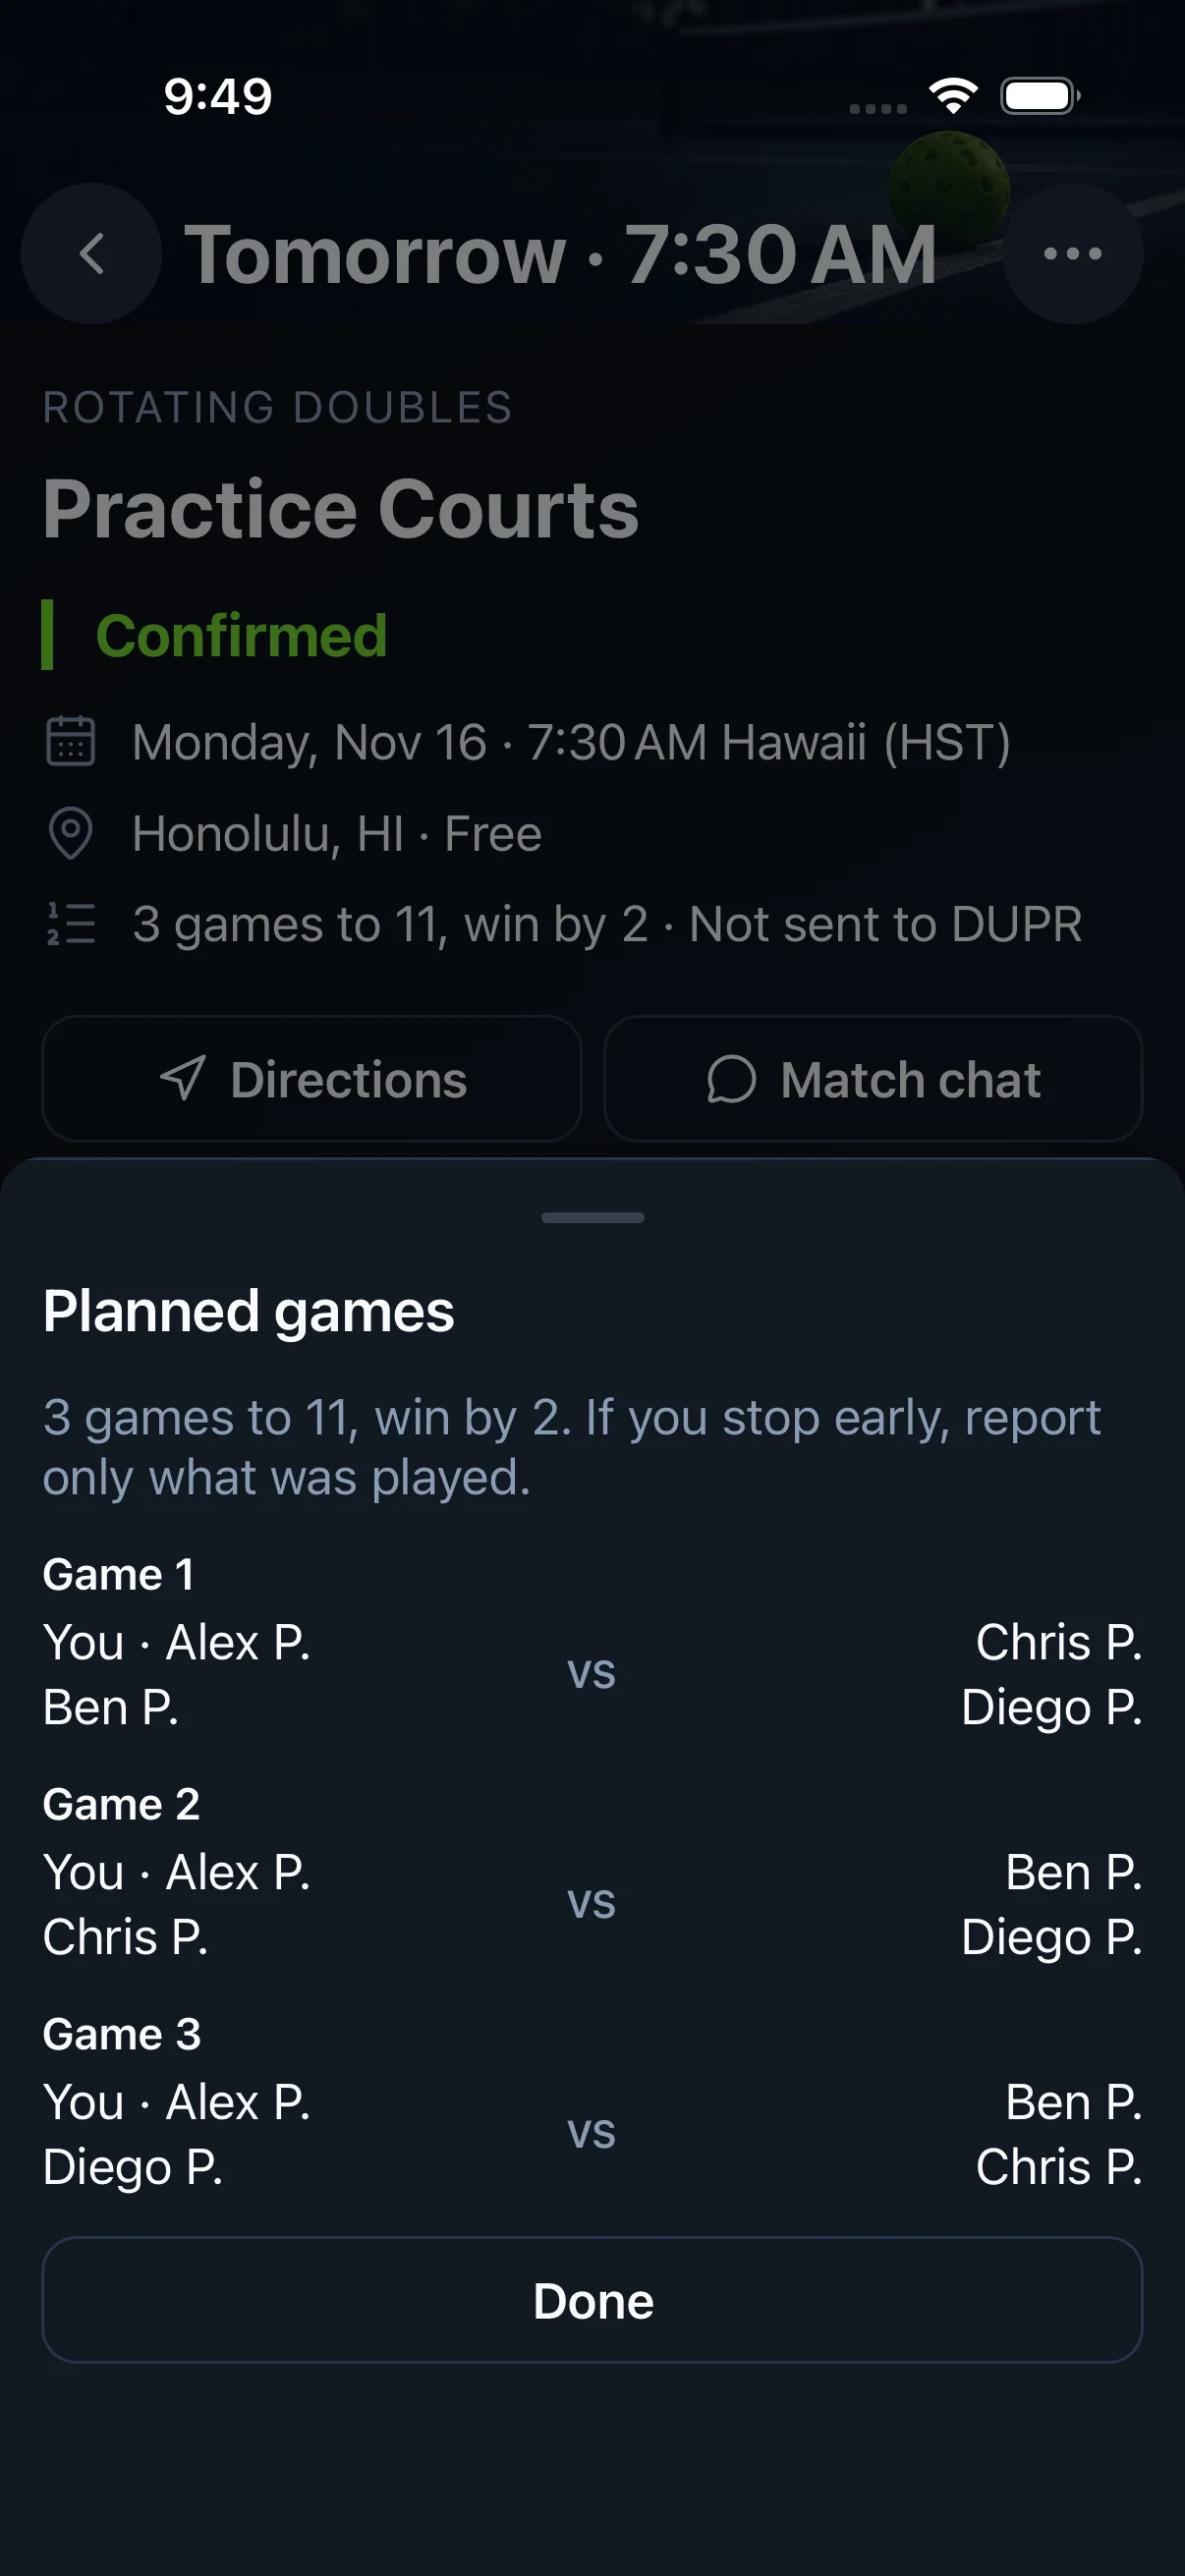 9:49
Tomorrow · 7:30 AM
ROTATING DOUBLES
Practice Courts
Confirmed
Monday, Nov 16 · 7:30 AM Hawaii (HST)
Honolulu, HI · Free
3 games to 11, win by 2 · Not sent to DUPR
Directions
Match chat
Planned games
3 games to 11, win by 2. If you stop early, report
only what was played.
Game 1
You · Alex P.
Ben P.
vs
Chris P.
Diego P.
Game 2
You · Alex P.
Chris P.
vs
Ben P.
Diego P.
Game 3
You · Alex P.
Diego P.
vs
Ben P.
Chris P.
Done